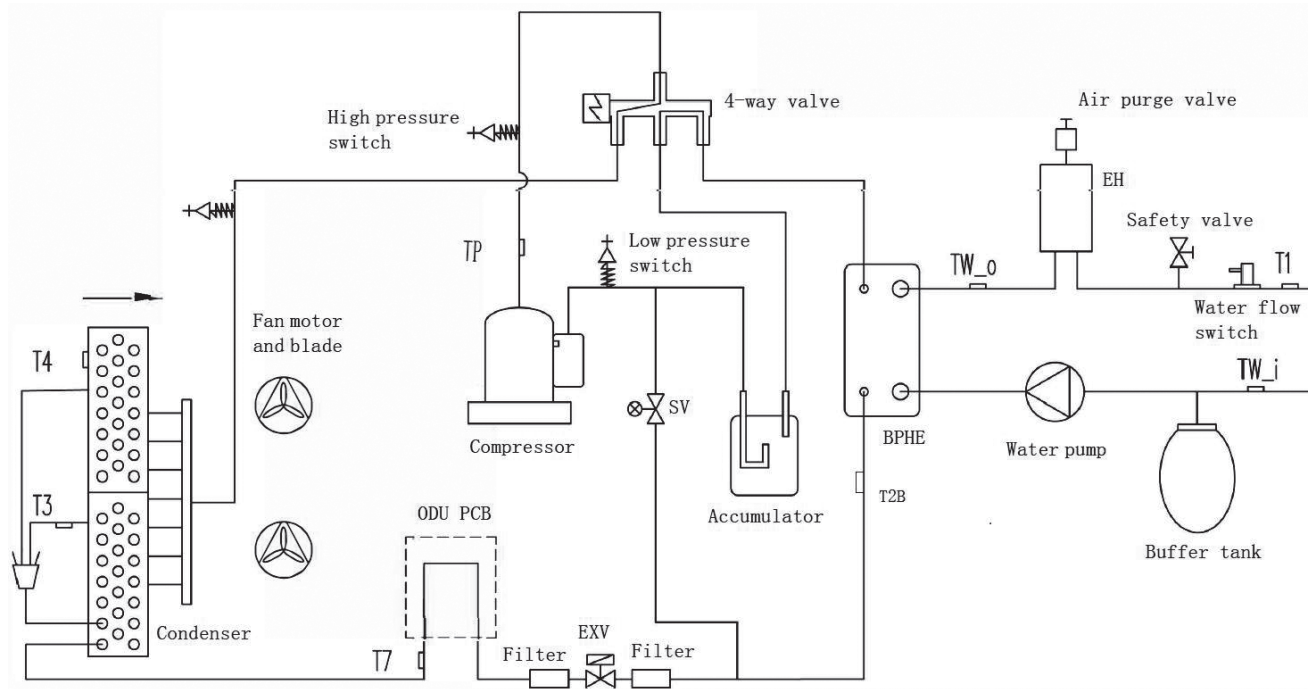 4-way valve
Air purge valve
High pressure
switch
EH
Safety valve
Low pressure
switch
TP
TW_o
T1
Water flow
switch
Fan motor
and blade
T4
TW_i
SV
BPHE
Water pump
Compressor
T3
ODU PCB
Accumulator
T2B
Buffer tank
Condenser
T7
Filter
EXV
Filter